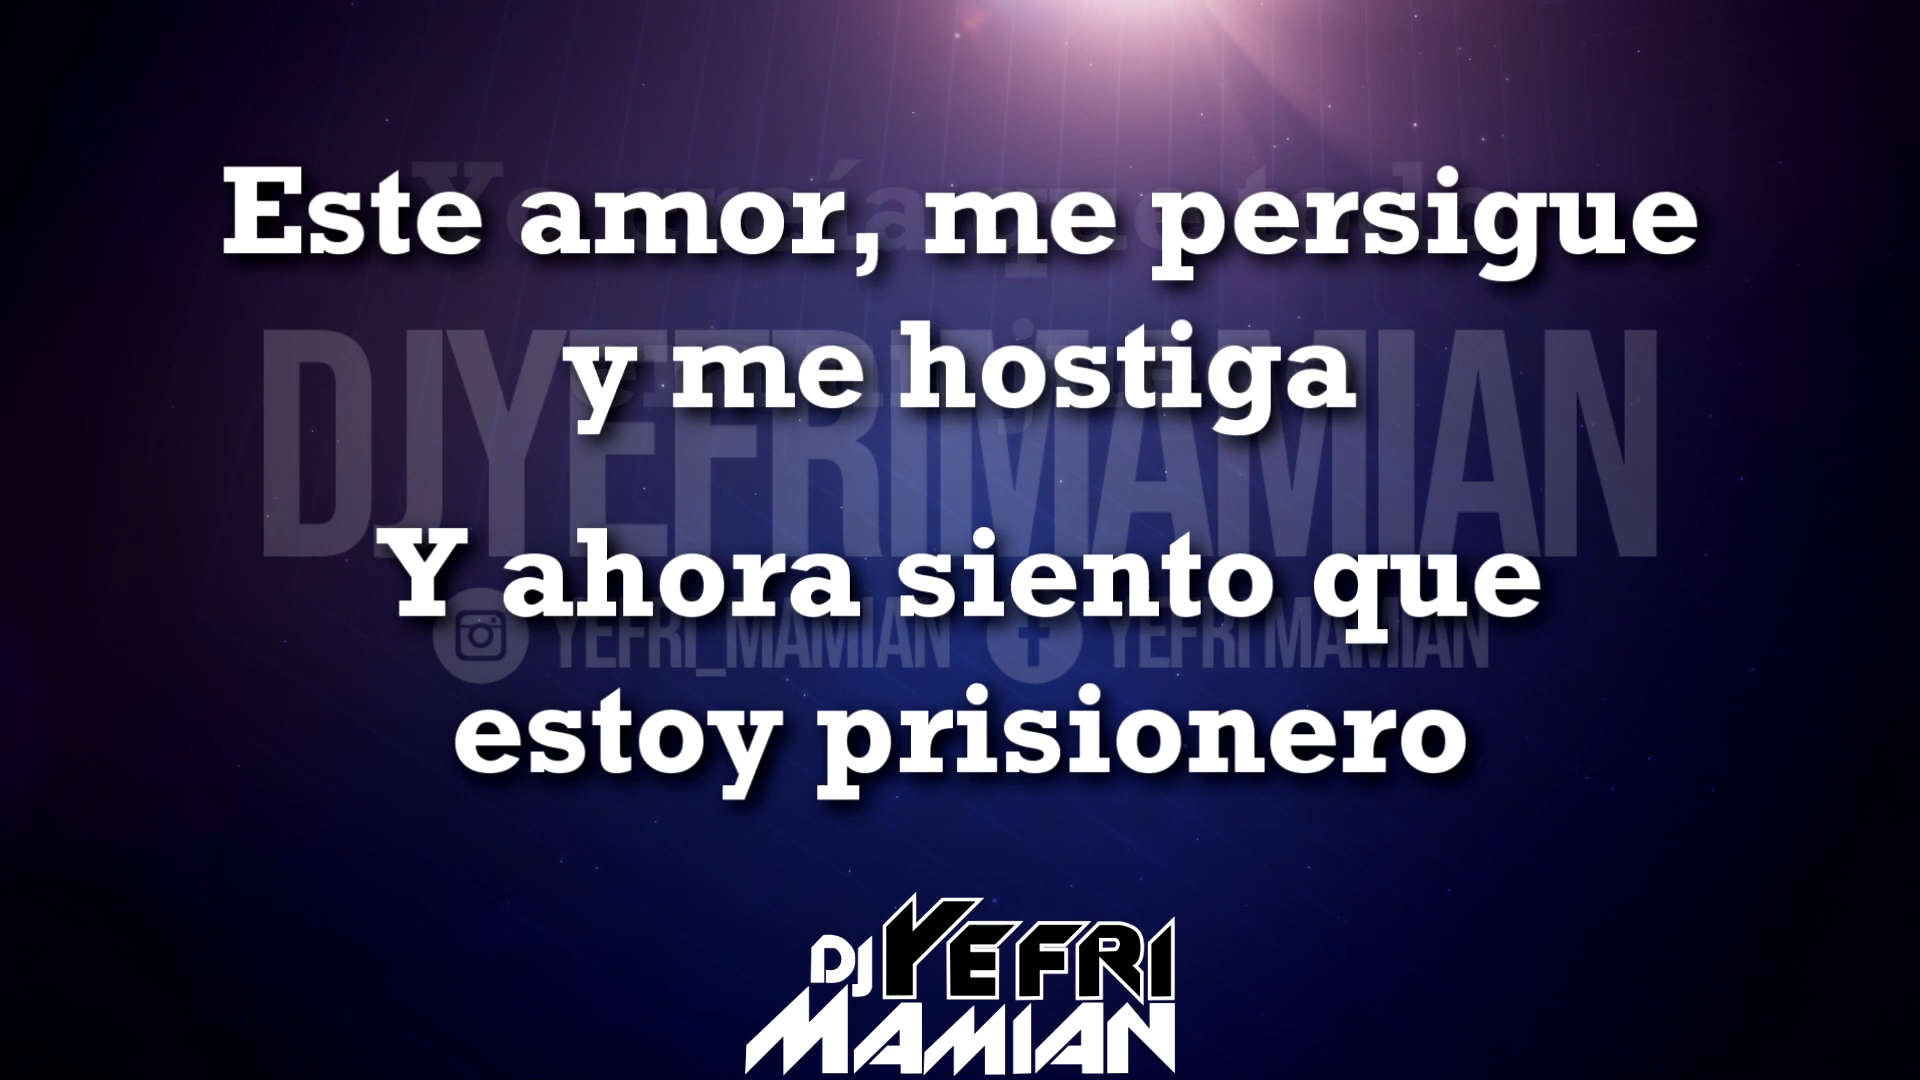 Este amor, me persigue
y me hostiga
DJYEFRIMAMIAN
Y ahora siento que
YEFRI_MAMIAN YEFRI MAMIAN
estoy prisionero
DJ YEFRI
MAMIAN